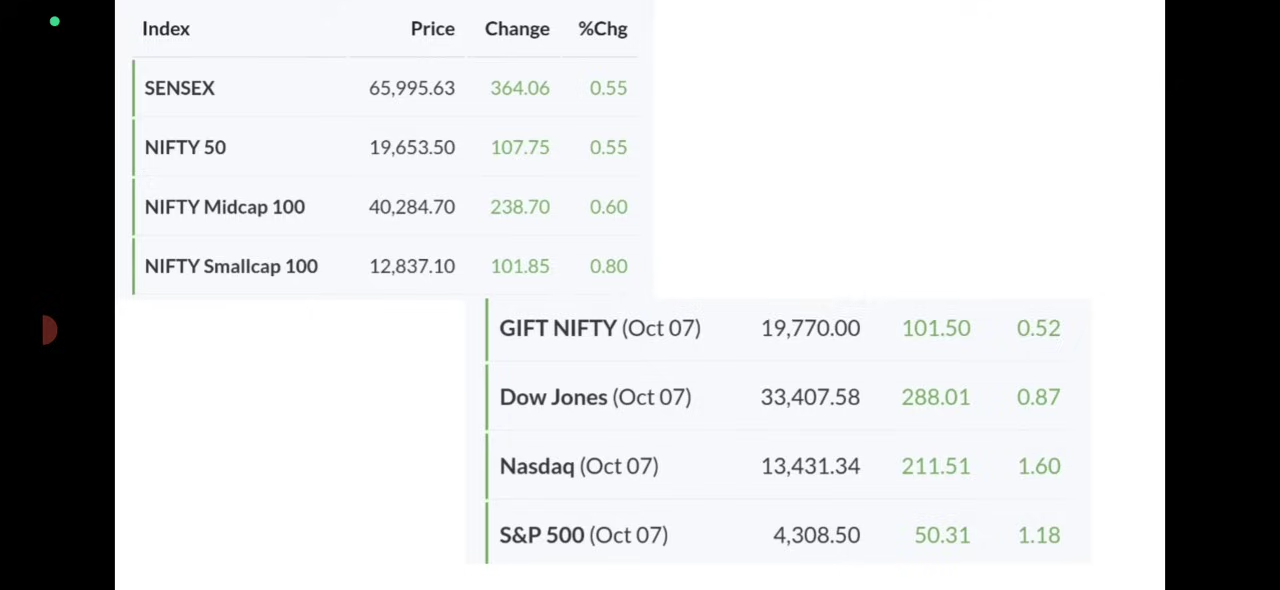 Index Price Change %Chg
SENSEX 65,995.63 364.06 0.55
NIFTY 50 19,653.50 107.75 0.55
NIFTY Midcap 100 40,284.70 238.70 0.60
NIFTY Smallcap 100 12,837.10 101.85 0.80
GIFT NIFTY (Oct 07) 19,770.00 101.50 0.52
Dow Jones (Oct 07) 33,407.58 288.01 0.87
Nasdaq (Oct 07) 13,431.34 211.51 1.60
S&P 500 (Oct 07) 4,308.50 50.31 1.18